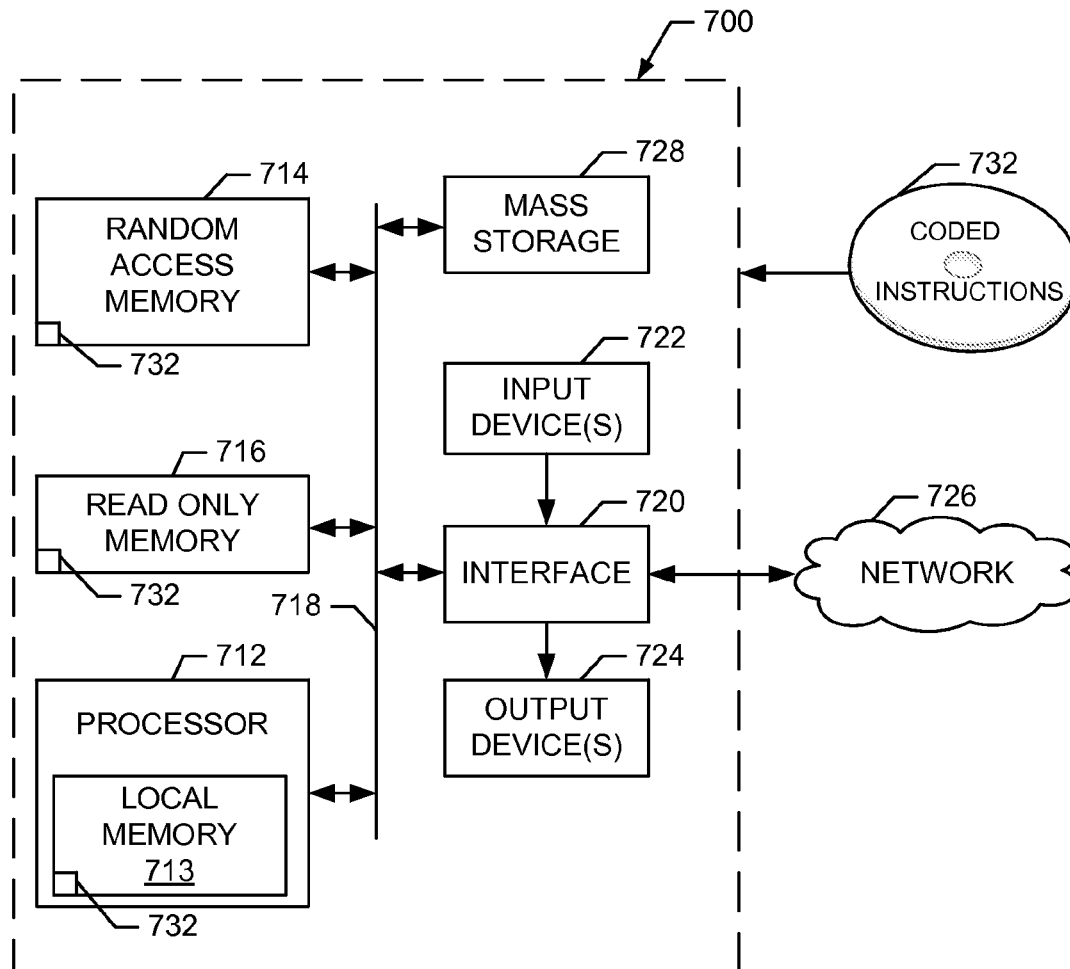 700
714
RANDOM
ACCESS
MEMORY
732
728
MASS
STORAGE
732
CODED
INSTRUCTIONS
722
INPUT
DEVICE(S)
716
READ ONLY
MEMORY
732
718
720
INTERFACE
726
NETWORK
712
PROCESSOR
LOCAL
MEMORY
713
732
724
OUTPUT
DEVICE(S)